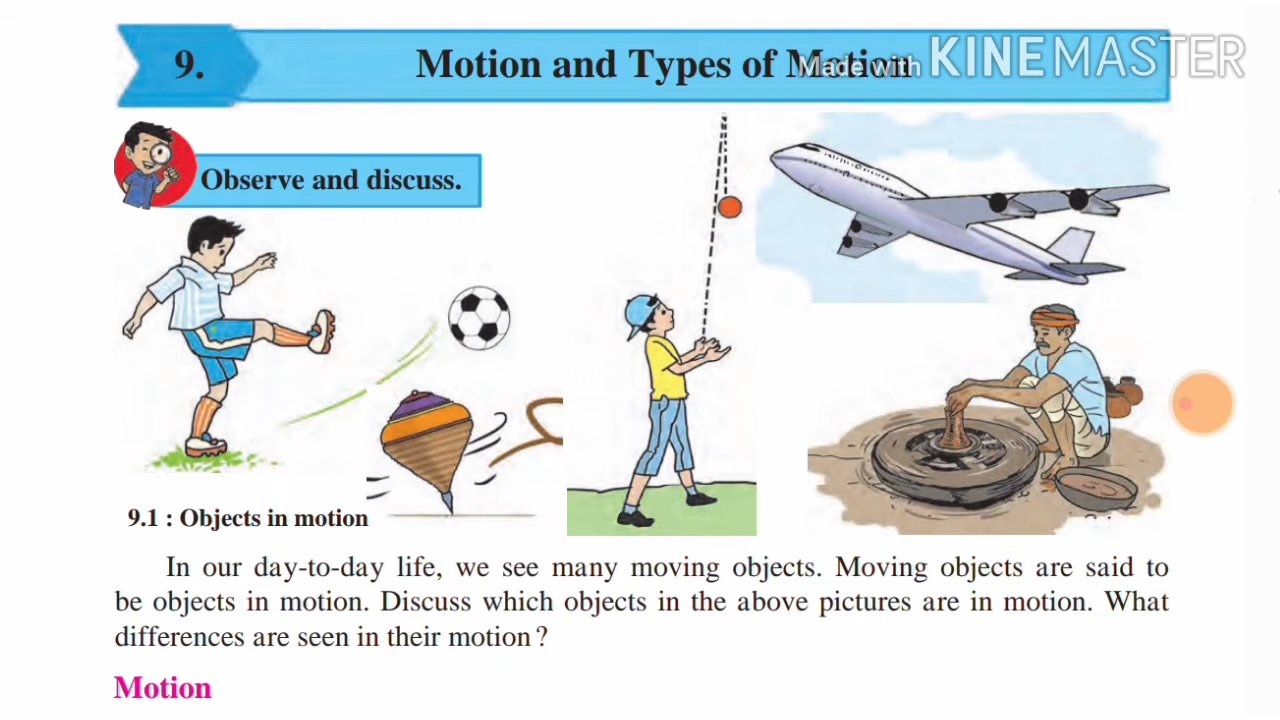 9.
Motion and Types of Motion
Made with KINEMASTER
Observe and discuss.
9.1 : Objects in motion
In our day-to-day life, we see many moving objects. Moving objects are said to
be objects in motion. Discuss which objects in the above pictures are in motion. What
differences are seen in their motion ?
Motion